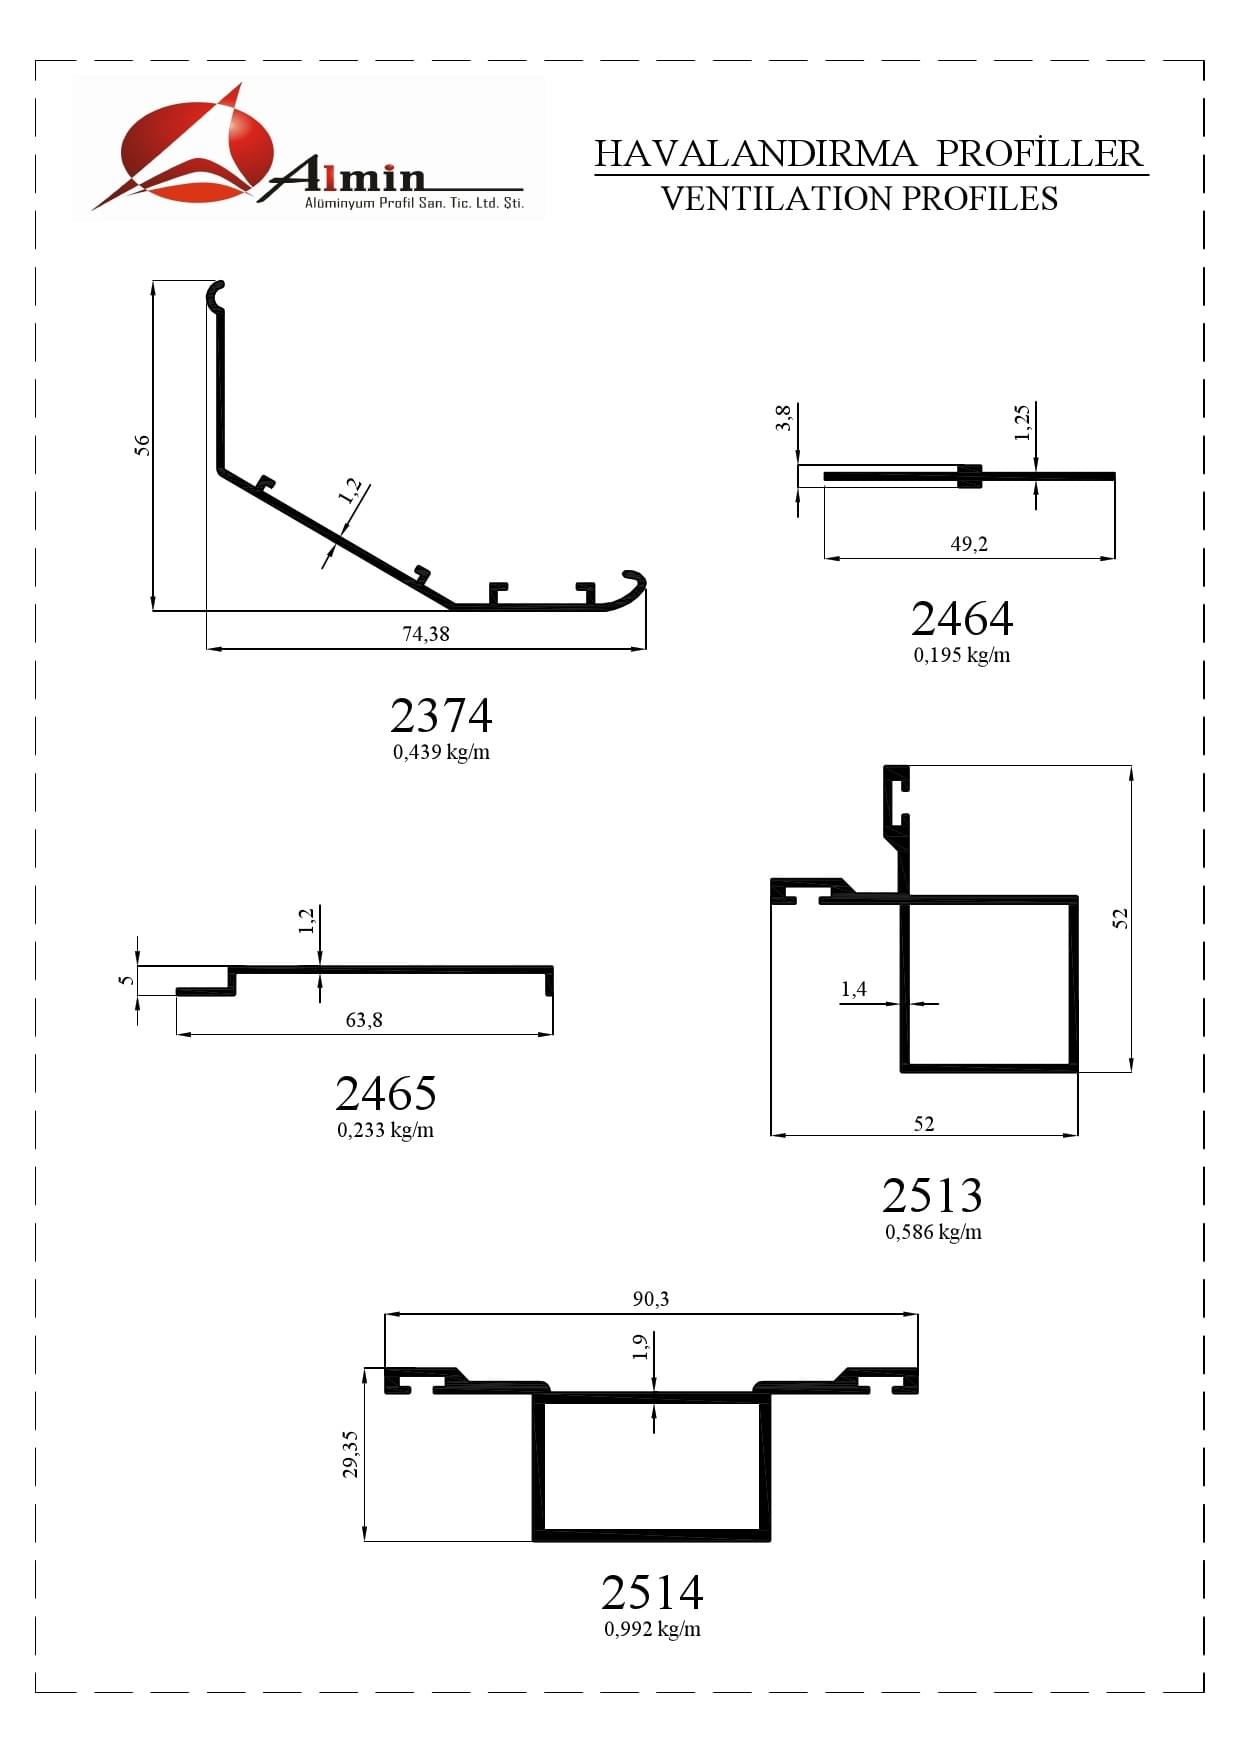 Almin
Alüminyum Profil San. Tic. Ltd. Şti.
HAVALANDIRMA PROFİLLER
VENTILATION PROFILES
56
1,2
74,38
2374
0,439 kg/m
3,8
1,25
49,2
2464
0,195 kg/m
5
1,2
63,8
2465
0,233 kg/m
52
1,4
52
2513
0,586 kg/m
90,3
1,9
29,35
2514
0,992 kg/m